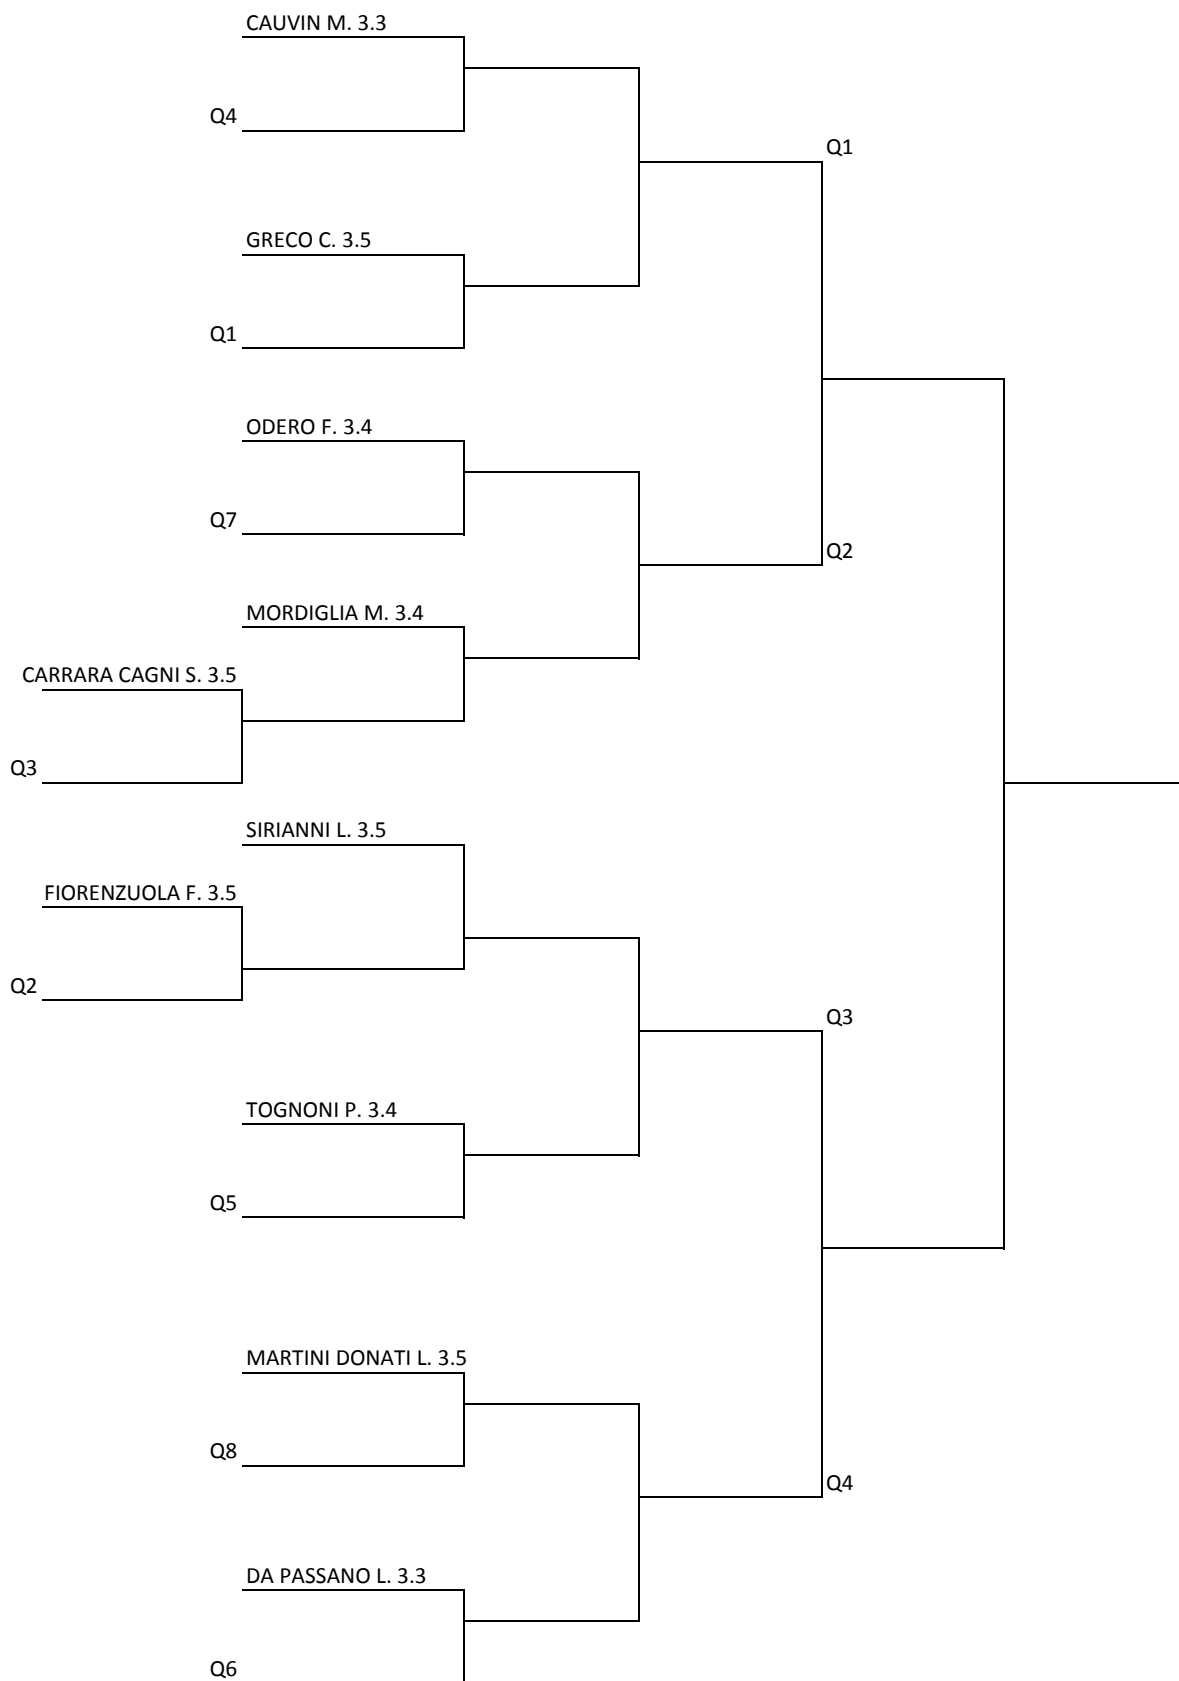 CAUVIN M. 3.3
Q4
Q1
GRECO C. 3.5
Q1
ODERO F. 3.4
Q7
Q2
MORDIGLIA M. 3.4
CARRARA CAGNI S. 3.5
Q3
SIRIANNI L. 3.5
FIORENZUOLA F. 3.5
Q2
Q3
TOGNONI P. 3.4
Q5
MARTINI DONATI L. 3.5
Q8
Q4
DA PASSANO L. 3.3
Q6